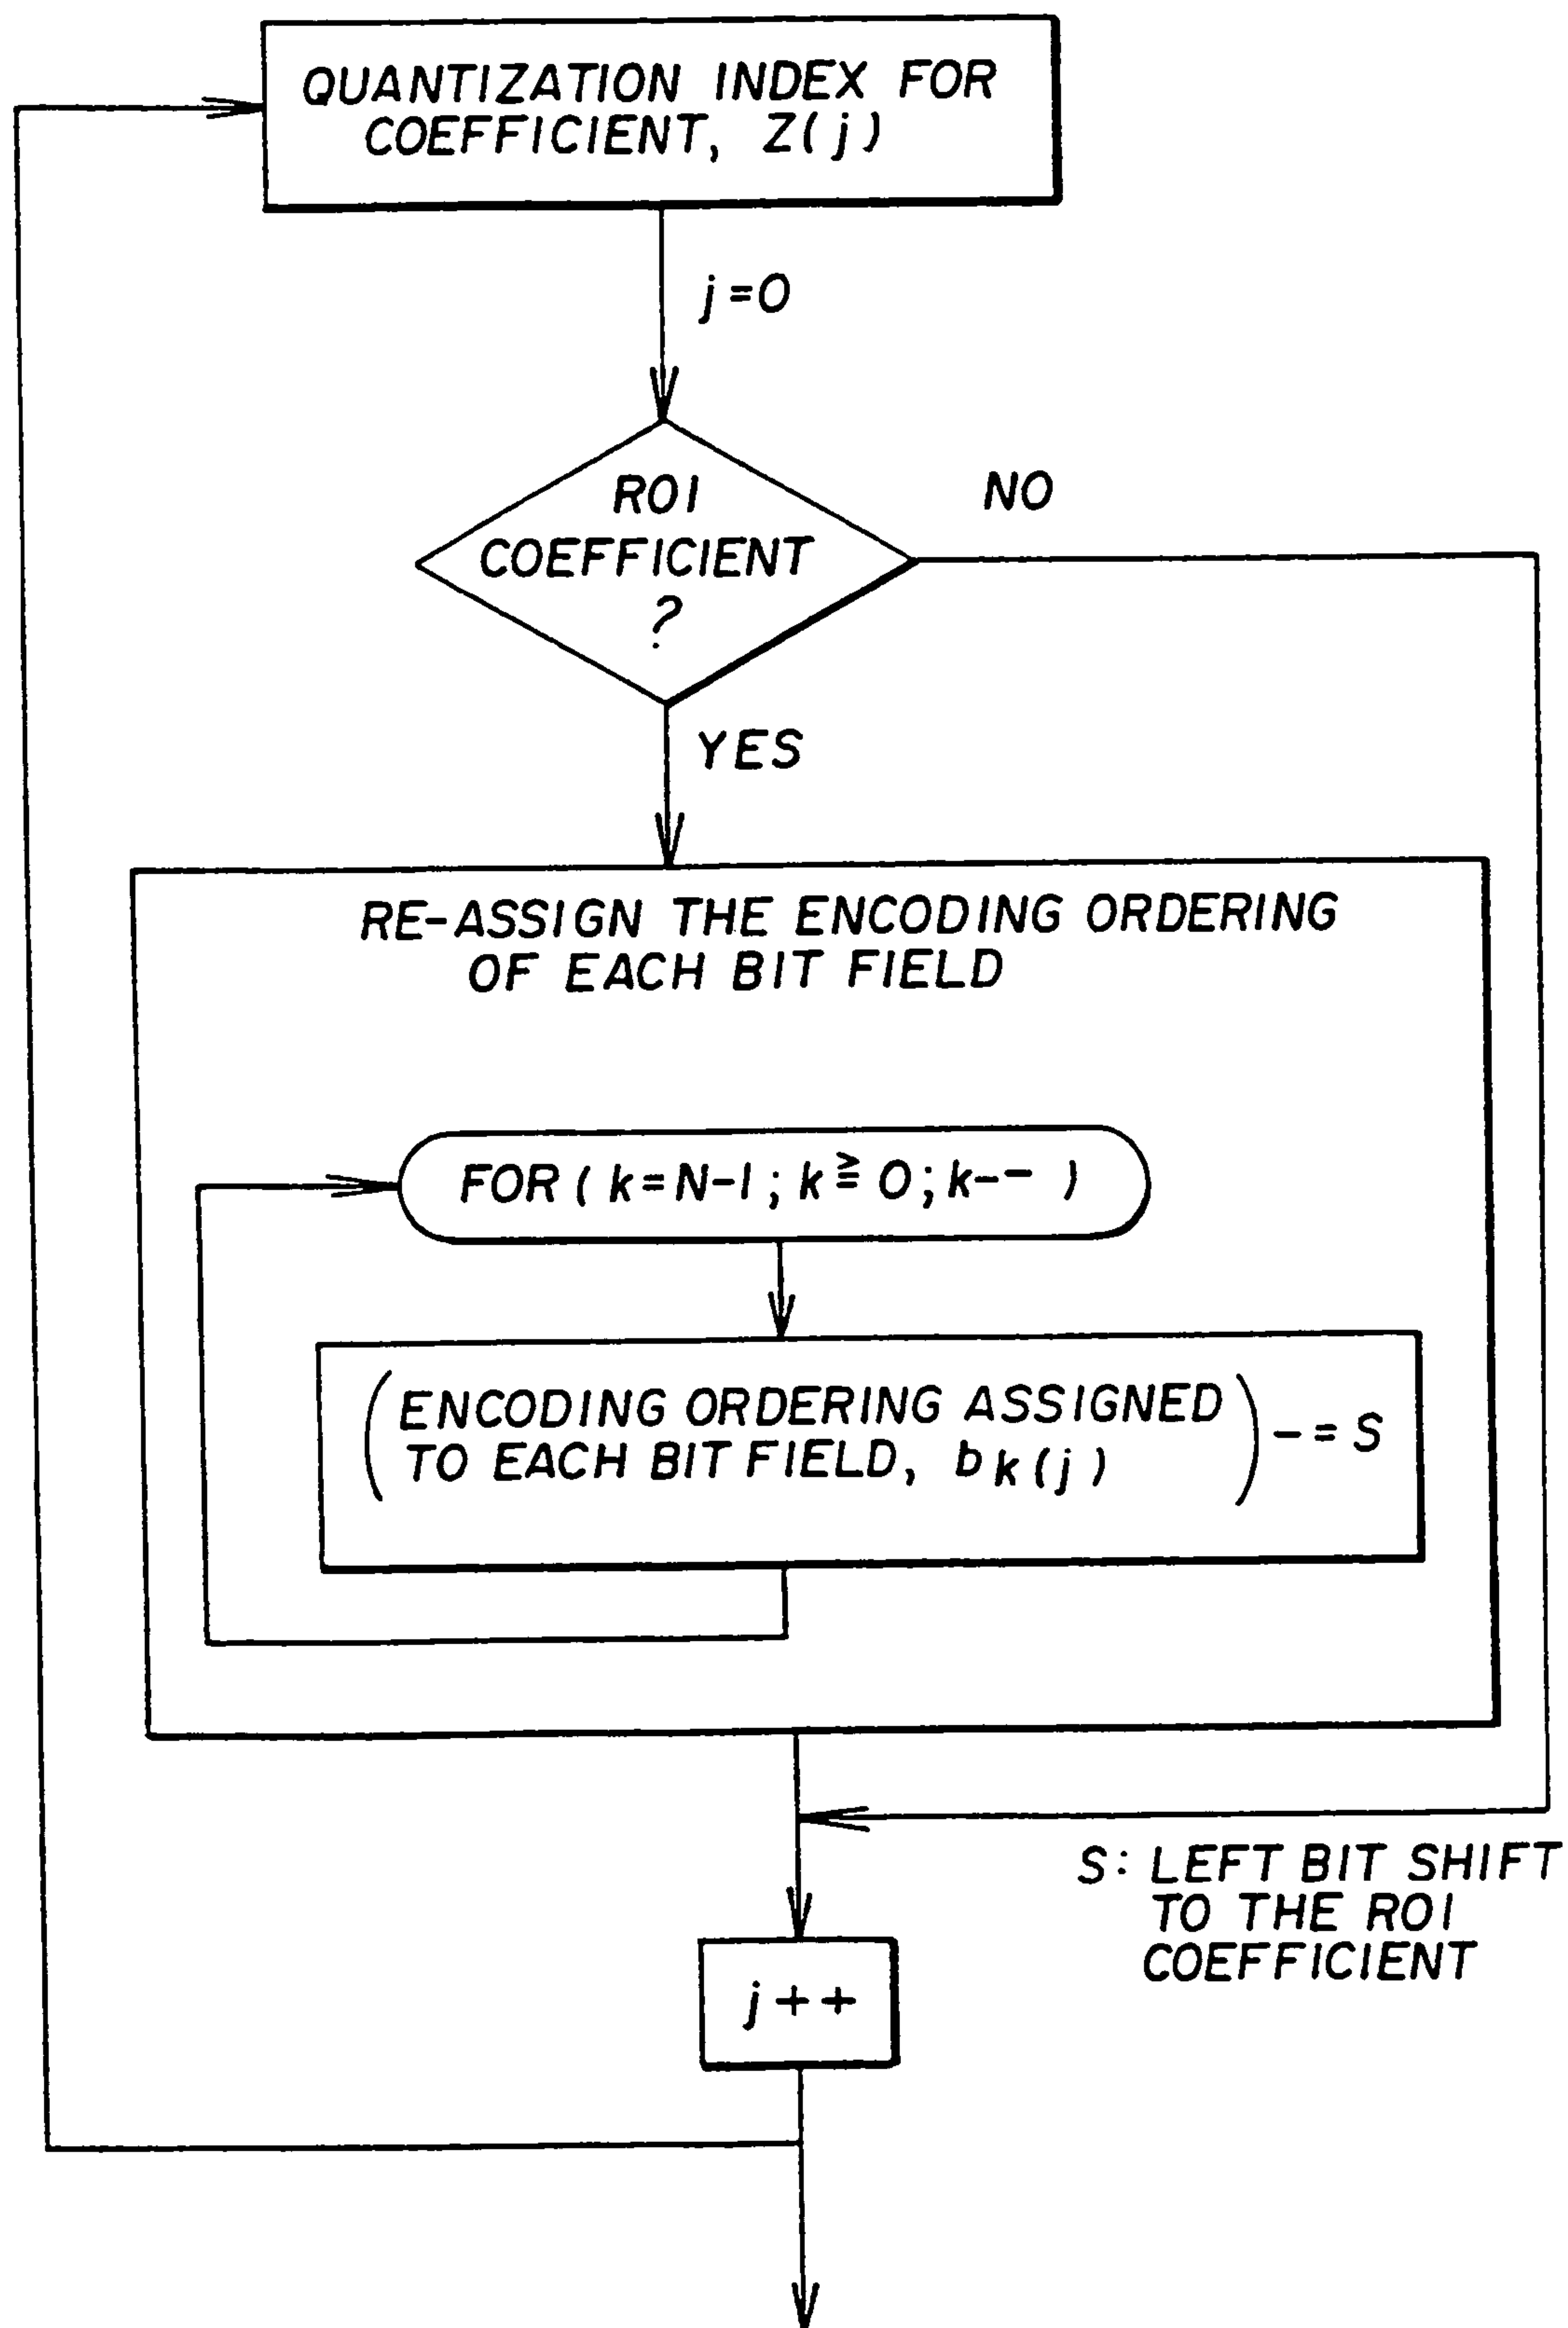 QUANTIZATION INDEX FOR
COEFFICIENT, Z(j)
j=0
ROI
COEFFICIENT
?
NO
YES
RE-ASSIGN THE ENCODING ORDERING
OF EACH BIT FIELD
FOR ( k=N-1 ; k≧0 ; k-- )
(ENCODING ORDERING ASSIGNED
TO EACH BIT FIELD, bk(j)) -= S
S: LEFT BIT SHIFT
TO THE ROI
COEFFICIENT
j++